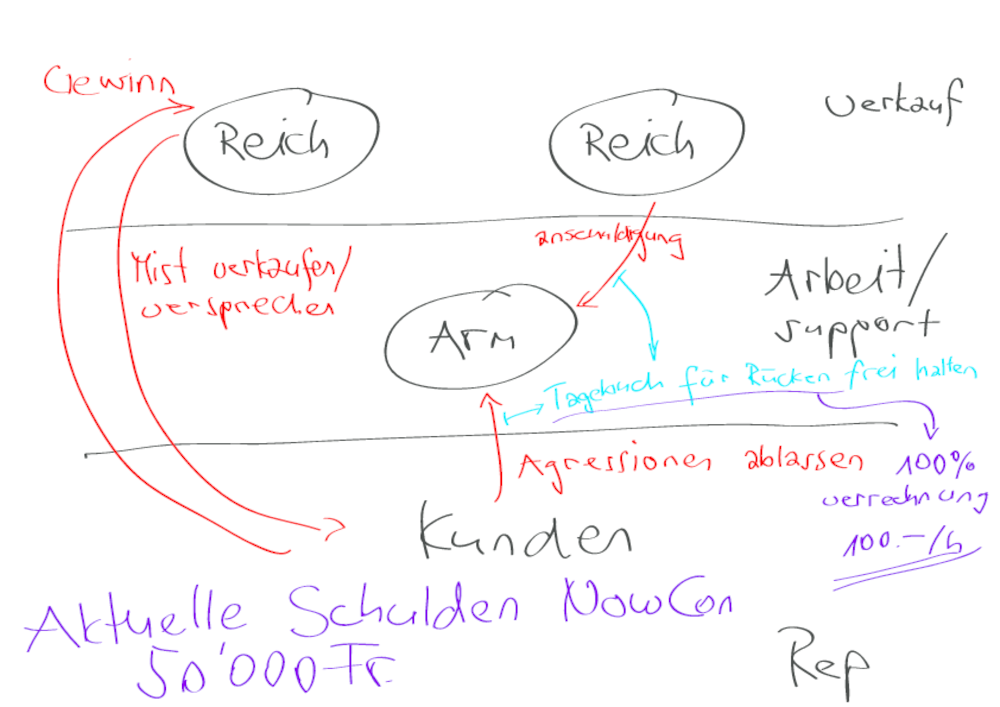 Gewinn
Reich
Reich
Verkauf
anschuldigung
Mist verkaufen/
versprechen
Arbeit/
support
Arm
Tagebuch für Rücken frei halten
Agressionen ablassen
100%
verrechnung
100.-/h
Kunden
Aktuelle Schulden NowCon
50'000 Fr.
Rep